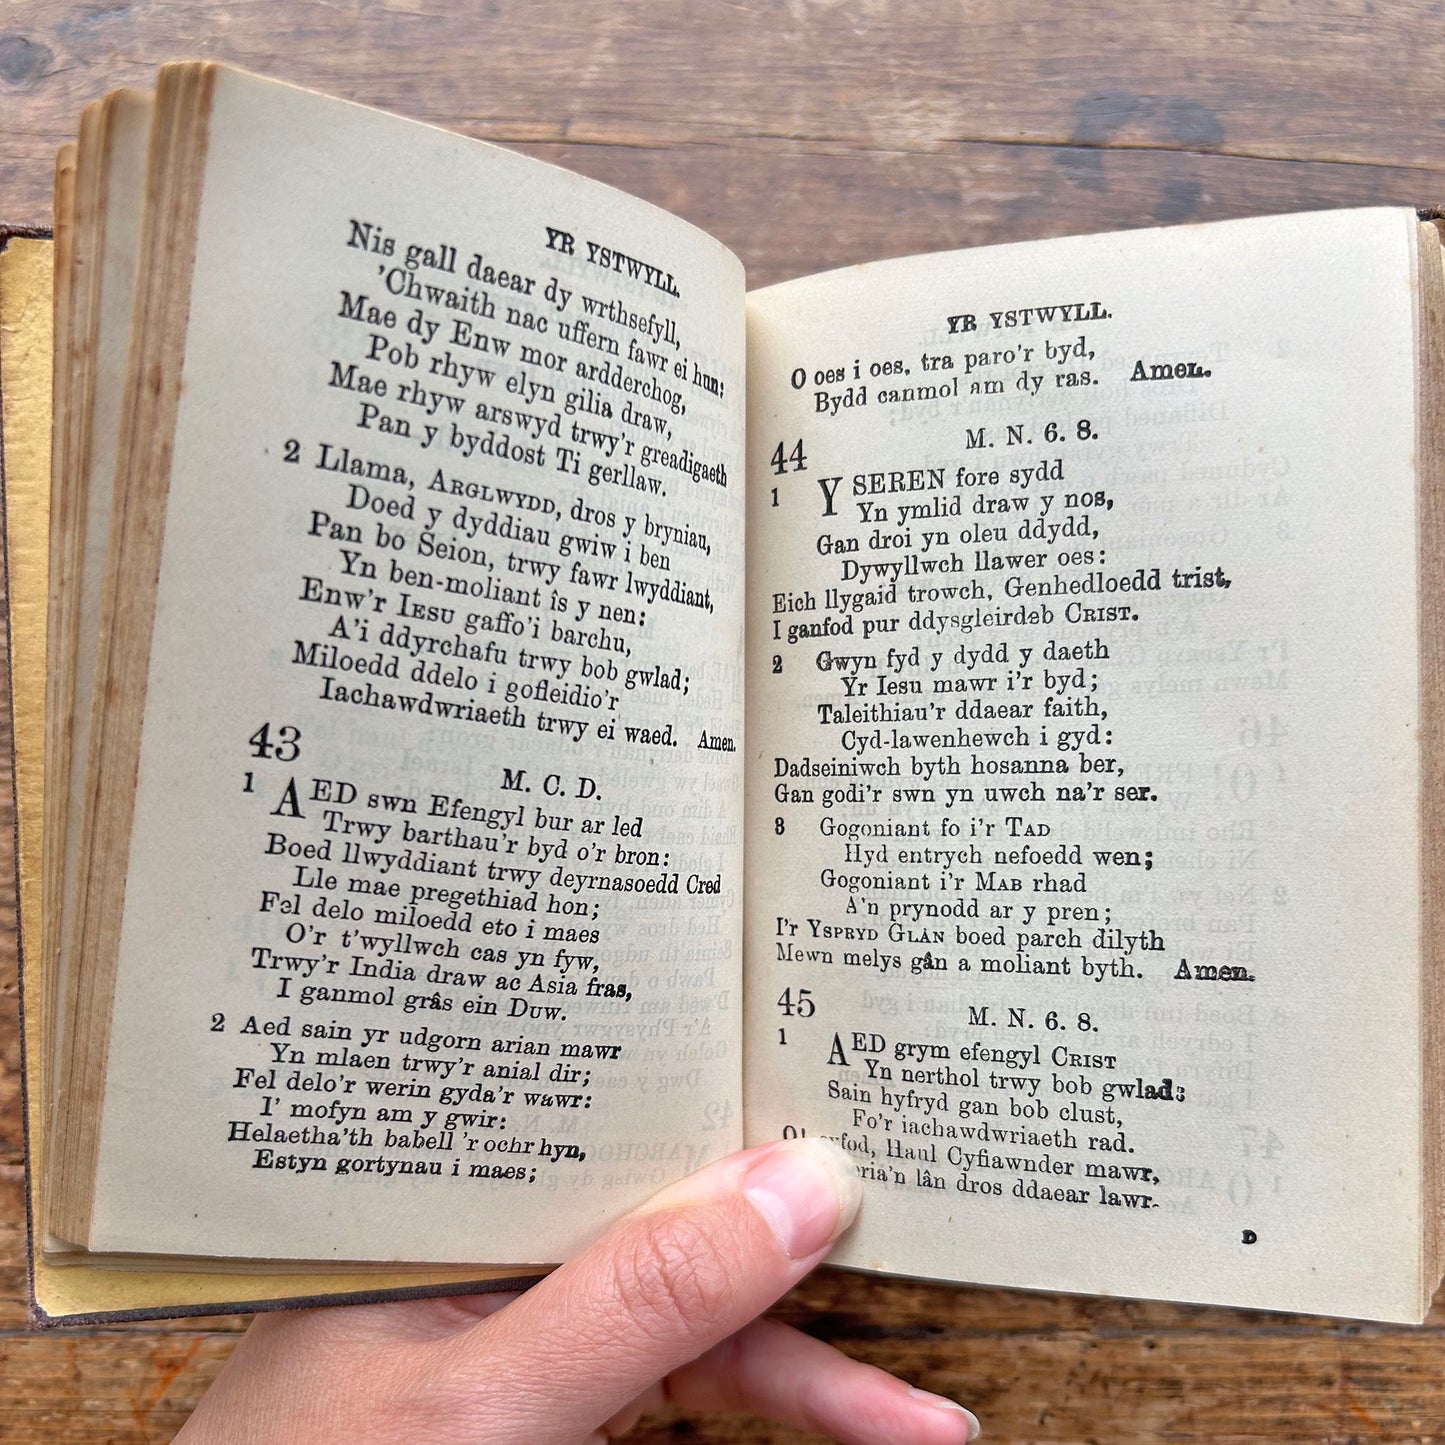 YR YSTWYLL.
Nis gall daear dy wrthsefyll,
'Chwaith nac uffern fawr ei hun:
Mae dy Enw mor ardderchog,
Pob rhyw elyn gilia draw,
Mae rhyw arswyd trwy'r greadigaeth
Pan y byddost Ti gerllaw.
2 Llama, ARGLWYDD, dros y bryniau,
Doed y dyddiau gwiw i ben
Pan bo Seion, trwy fawr lwyddiant,
Yn ben-moliant îs y nen:
Enw'r IESU gaffo'i barchu,
A'i ddyrchafu trwy bob gwlad;
Miloedd ddelo i gofleidio'r
Iachawdwriaeth trwy ei waed. Amen.
43
M. C. D.
1 AED swn Efengyl bur ar led
Trwy barthau'r byd o'r bron:
Boed llwyddiant trwy deyrnasoedd Cred
Lle mae pregethiad hon;
Fel delo miloedd eto i maes
O'r t'wyllwch cas yn fyw,
Trwy'r India draw ac Asia fras,
I ganmol grâs ein DUW.
2 Aed sain yr udgorn arian mawr
Yn mlaen trwy'r anial dir;
Fel delo'r werin gyda'r wawr:
I' mofyn am y gwir:
Helaetha'th babell 'r ochr hyn,
Estyn gortynau i maes;
YR YSTWYLL.
O oes i oes, tra paro'r byd,
Bydd canmol am dy ras. Amen.
44
M. N. 6. 8.
1 Y SEREN fore sydd
Yn ymlid draw y nos,
Gan droi yn oleu ddydd,
Dywyllwch llawer oes:
Eich llygaid trowch, Genhedloedd trist,
I ganfod pur ddysgleirdeb CRIST.
2 Gwyn fyd y dydd y daeth
Yr Iesu mawr i'r byd;
Taleithiau'r ddaear faith,
Cyd-lawenhewch i gyd:
Dadseiniwch byth hosanna ber,
Gan godi'r swn yn uwch na'r ser.
3 Gogoniant fo i'r TAD
Hyd entrych nefoedd wen;
Gogoniant i'r MAB rhad
A'n prynodd ar y pren;
I'r YSPRYD GLÂN boed parch dilyth
Mewn melys gân a moliant byth. Amen.
45
M. N. 6. 8.
1 AED grym efengyl CRIST
Yn nerthol trwy bob gwlad;
Sain hyfryd gan bob clust,
Fo'r iachawdwriaeth rad.
Haul Cyfiawnder mawr,
lân dros ddaear lawr.
D